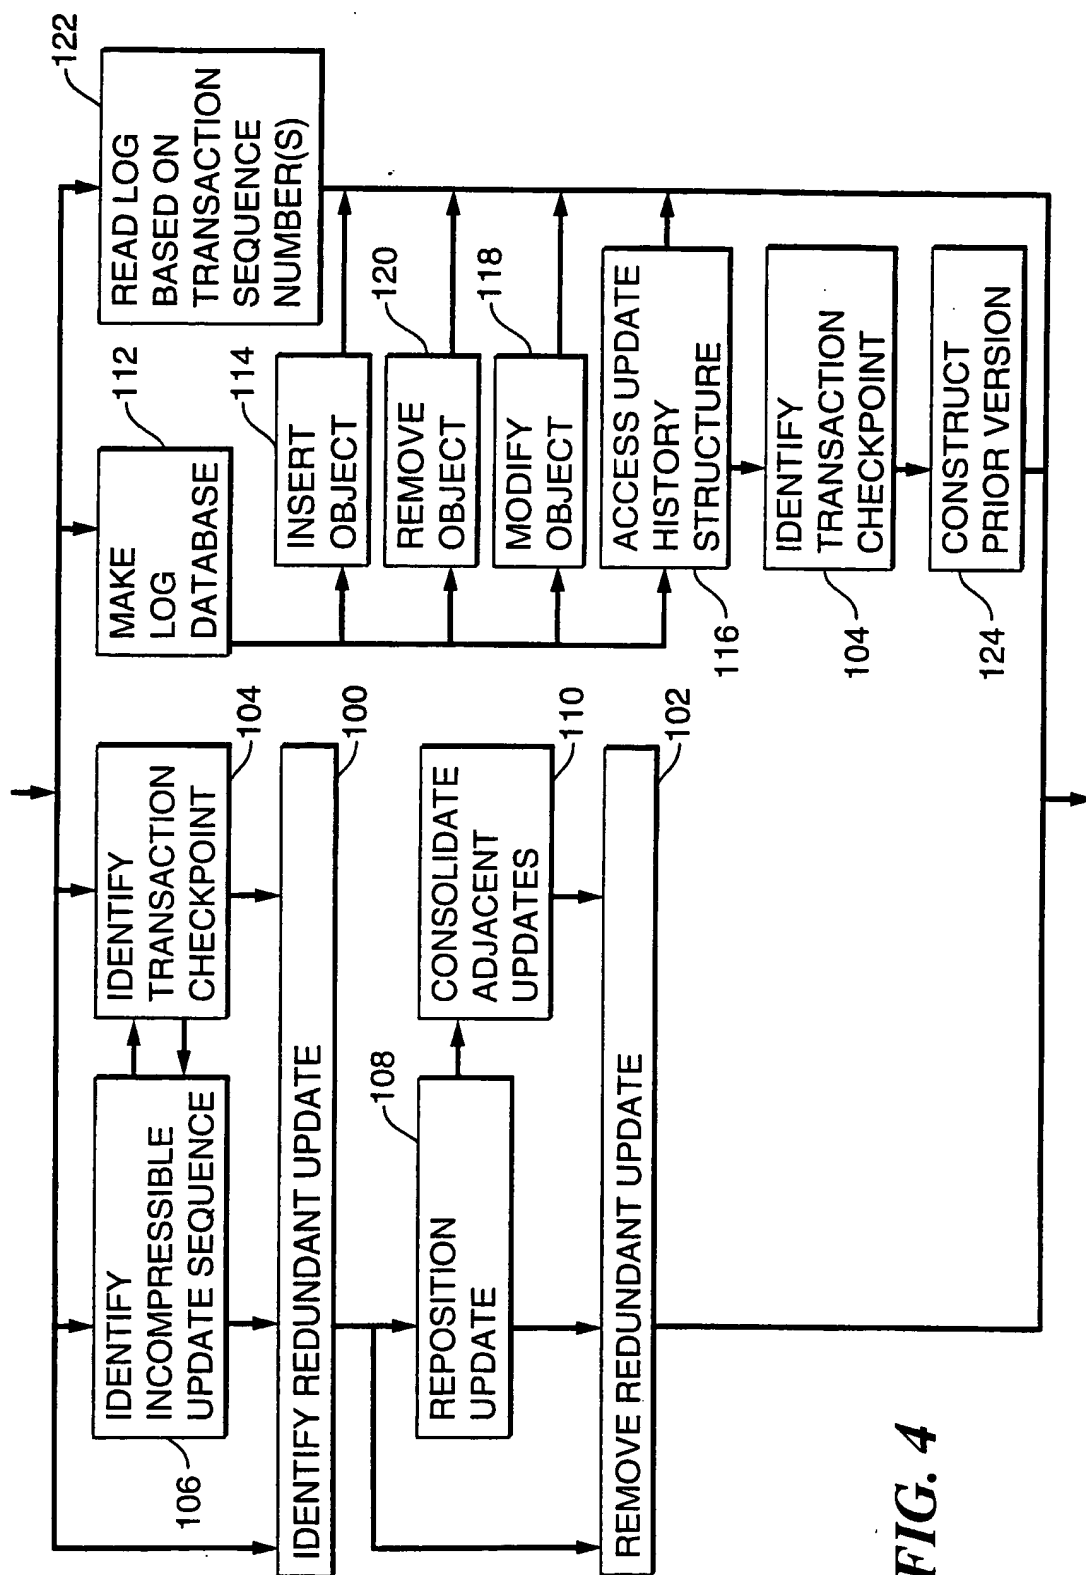 122
READ LOG
BASED ON
TRANSACTION
SEQUENCE
NUMBER(S)
112
MAKE
LOG
DATABASE
114
INSERT
OBJECT
120
REMOVE
OBJECT
118
MODIFY
OBJECT
ACCESS UPDATE
HISTORY
STRUCTURE
116
IDENTIFY
TRANSACTION
CHECKPOINT
104
CONSTRUCT
PRIOR VERSION
124
IDENTIFY
TRANSACTION
CHECKPOINT
104
IDENTIFY
INCOMPRESSIBLE
UPDATE SEQUENCE
106
IDENTIFY REDUNDANT UPDATE
100
REPOSITION
UPDATE
108
CONSOLIDATE
ADJACENT
UPDATES
110
REMOVE REDUNDANT UPDATE
102
FIG. 4